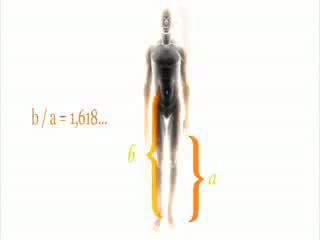 b / a = 1,618...
b
a